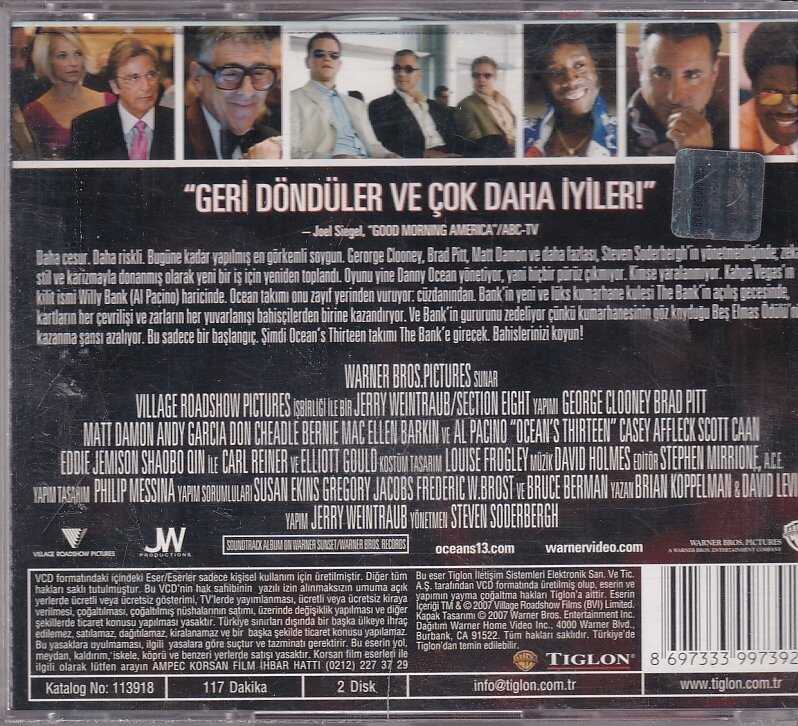 “GERİ DÖNDÜLER VE ÇOK DAHA İYİLER!”
– Joel Siegel, “GOOD MORNING AMERICA”/ABC-TV
Daha cesur. Daha riskli. Bugüne kadar yapılmış en görkemli soygun. Gerorge Clooney, Brad Pitt, Matt Damon ve daha fazlası, Steven Soderbergh'in yönetmenliğinde, zeka
stil ve karizmayla donanmış olarak yeni bir iş için yeniden toplandı. Oyunu yine Danny Ocean yönetiyor, yani hiçbir pürüz çıkmıyor. Kimse yaralanmıyor. Kahpe Vegas'ın
kilit ismi Willy Bank (Al Pacino) haricinde. Ocean takımı onu zayıf yerinden vuruyor: cüzdanından. Bank'in yeni ve lüks kumarhane kulesi The Bank'in açılış gecesinde,
kartların her çevrilişi ve zarların her yuvarlanışı bahisçilerden birine kazandırıyor. Ve Bank'in gururunu zedeliyor çünkü kumarhanesinin göz koyduğu Beş Elmas Ödülü'n
kazanma şansı azalıyor. Bu sadece bir başlangıç. Şimdi Ocean's Thirteen takımı The Bank'e girecek. Bahislerinizi koyun!
WARNER BROS. PICTURES SUNAR
VILLAGE ROADSHOW PICTURES İŞBİRLİĞİ İLE BİR JERRY WEINTRAUB/SECTION EIGHT YAPIMI GEORGE CLOONEY BRAD PITT
MATT DAMON ANDY GARCIA DON CHEADLE BERNIE MAC ELLEN BARKIN VE AL PACINO “OCEAN'S THIRTEEN” CASEY AFFLECK SCOTT CAAN
EDDIE JEMISON SHAOBO QIN İLE CARL REINER VE ELLIOTT GOULD KOSTÜM TASARIM LOUISE FROGLEY MÜZİK DAVID HOLMES EDİTÖR STEPHEN MIRRIONE, A.C.E.
YAPIM TASARIM PHILIP MESSINA YAPIM SORUMLULARI SUSAN EKINS GREGORY JACOBS FREDERIC W.BROST VE BRUCE BERMAN YAZAN BRIAN KOPPELMAN & DAVID LEVI
YAPIM JERRY WEINTRAUB YÖNETMEN STEVEN SODERBERGH
VILLAGE ROADSHOW PICTURES
JW
PRODUCTIONS
SOUNDTRACK ALBUM ON WARNER SUNSET/WARNER BROS. RECORDS
oceans13.com
warnervideo.com
WARNER BROS. PICTURES
A WARNER BROS. ENTERTAINMENT COMPANY
VCD formatındaki içindeki Eser/Eserler sadece kişisel kullanım için üretilmiştir. Diğer tüm
hakları saklı tutulmuştur. Bu VCD'nin hak sahibinin yazılı izin alınmaksızın umuma açık
yerlerde ücretli veya ücretsiz gösterimi, TV'lerde yayımlanması, ücretli veya ücretsiz kiraya
verilmesi, çoğaltılması, çoğaltılmış nüshalarının satımı, üzerinde değişiklik yapılması ve diğer
şekillerde ticaret konusu yapılması yasaktır. Türkiye sınırları dışında bir başka ülkeye ihraç
edilemez, satılamaz, dağıtılamaz, kiralanamaz ve bir başka şekilde ticaret konusu yapılamaz.
Bu yasaklara uyulmaması, ilgili yasalara göre suçtur ve tazminatı gerektirir. Bu eserin yol,
meydan, kaldırım, iskele, köprü ve benzeri yerlerde satışı yasaktır. Korsan film eserleri ile
ilgili olarak lütfen arayın AMPEC KORSAN FİLM İHBAR HATTI (0212) 227 37 29
Bu eser Tiglon İletişim Sistemleri Elektronik San. Ve Tic.
A.Ş. tarafından VCD formatında üretilmiş olup, eserin ve
yapımın yayma çoğaltma hakları Tiglon'a aittir. Eserin
içeriği ™ & © 2007 Village Roadshow Films (BVI) Limited.
Kapak Tasarımı © 2007 Warner Bros. Entertainment Inc.
Dağıtım Warner Home Video Inc., 4000 Warner Blvd.,
Burbank, CA 91522. Tüm hakları saklıdır. Türkiye'de
Tiglon'dan temin edilebilir.
TIGLON
8 697333 997392
Katalog No: 113918
117 Dakika
2 Disk
info@tiglon.com.tr
www.tiglon.com.tr